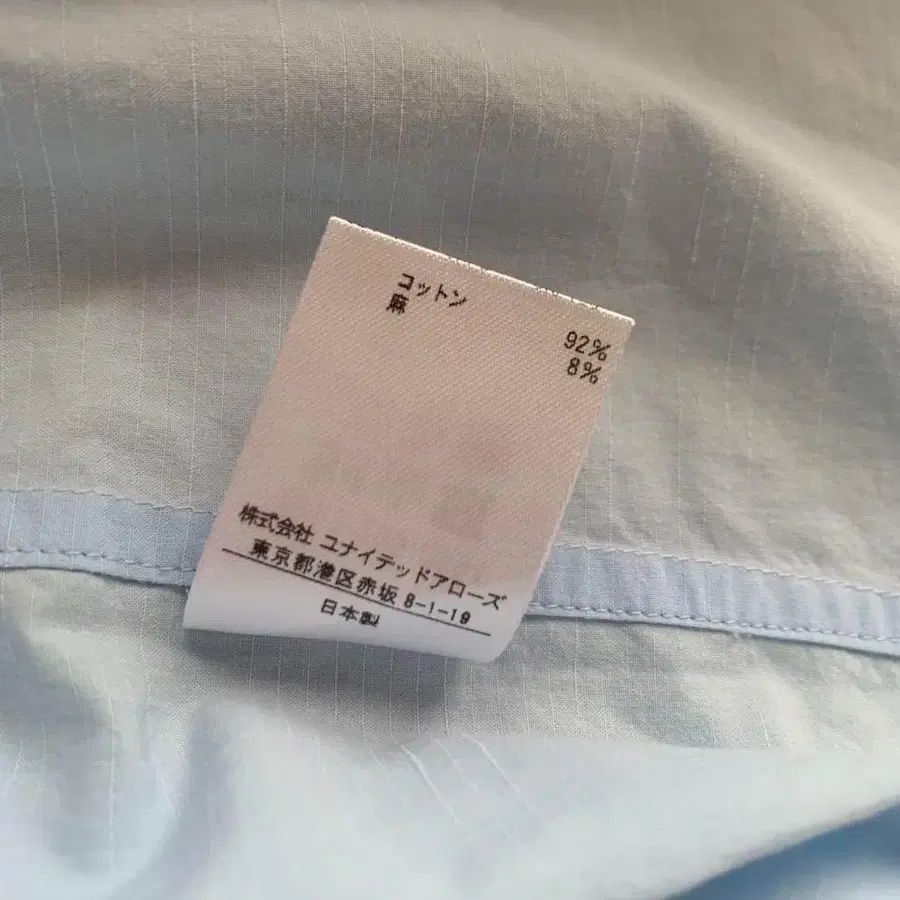 コットン 92%
麻 8%
株式会社 ユナイテッドアローズ
東京都港区赤坂 8-1-19
日本製